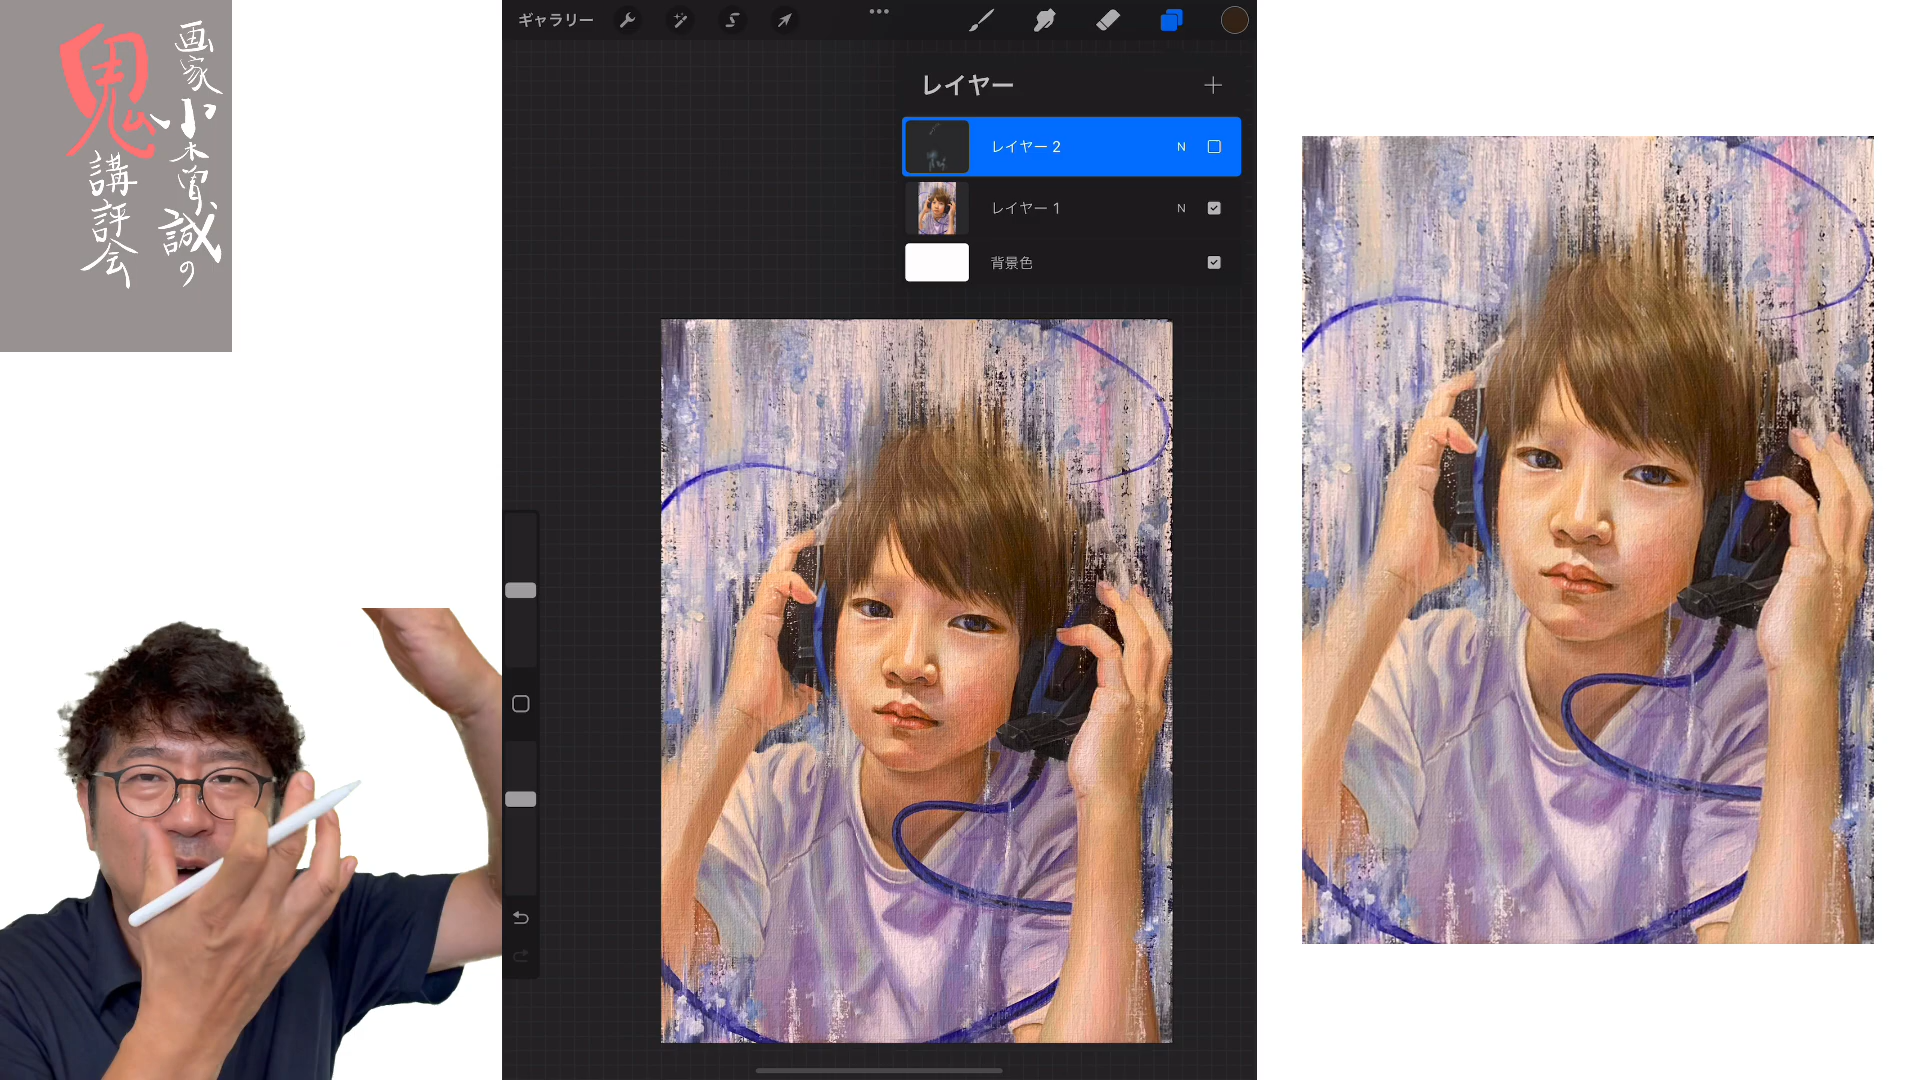 画家小木曽誠の
鬼
講評会
ギャラリー
レイヤー
レイヤー 2
N
レイヤー 1
N
背景色